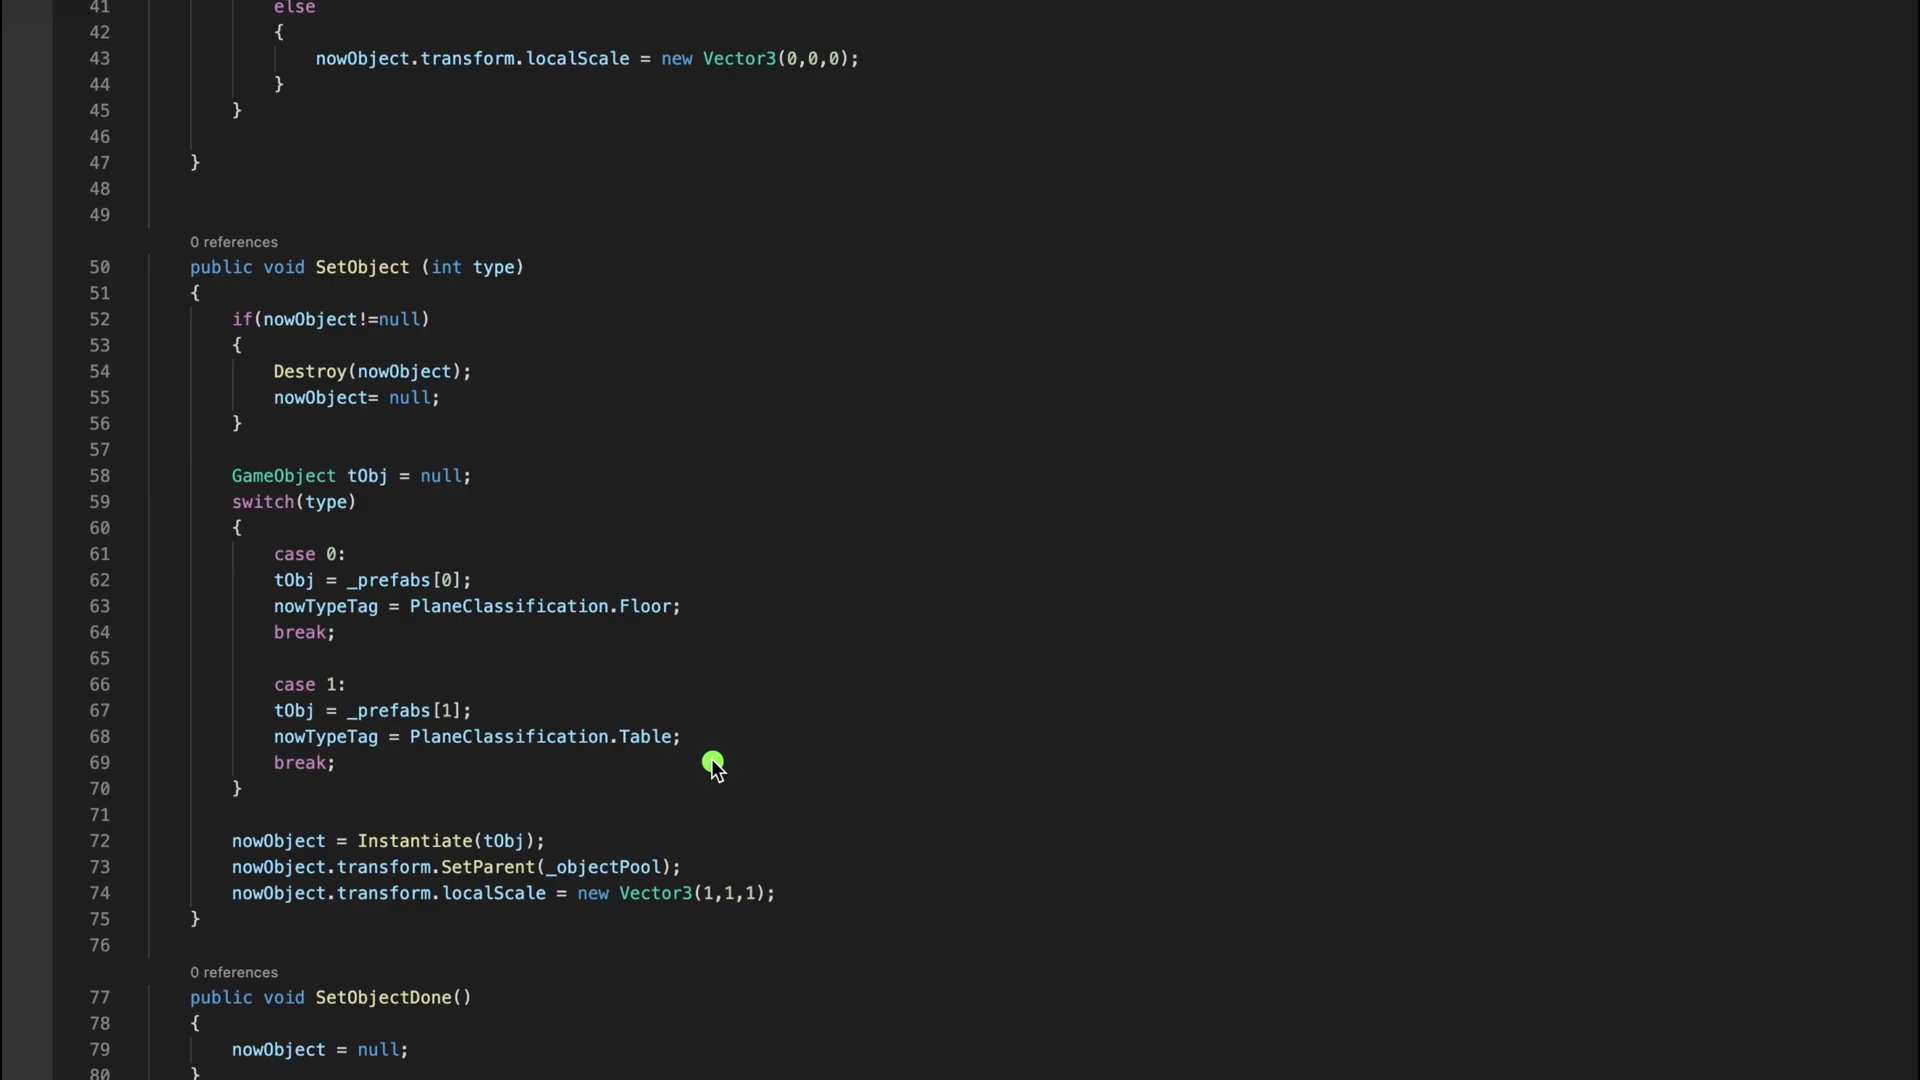 41 else
42 {
43 nowObject.transform.localScale = new Vector3(0,0,0);
44 }
45 }
46
47 }
48
49
0 references
50 public void SetObject (int type)
51 {
52 if(nowObject!=null)
53 {
54 Destroy(nowObject);
55 nowObject= null;
56 }
57
58 GameObject tObj = null;
59 switch(type)
60 {
61 case 0:
62 tObj = _prefabs[0];
63 nowTypeTag = PlaneClassification.Floor;
64 break;
65
66 case 1:
67 tObj = _prefabs[1];
68 nowTypeTag = PlaneClassification.Table;
69 break;
70 }
71
72 nowObject = Instantiate(tObj);
73 nowObject.transform.SetParent(_objectPool);
74 nowObject.transform.localScale = new Vector3(1,1,1);
75 }
76
0 references
77 public void SetObjectDone()
78 {
79 nowObject = null;
80 }